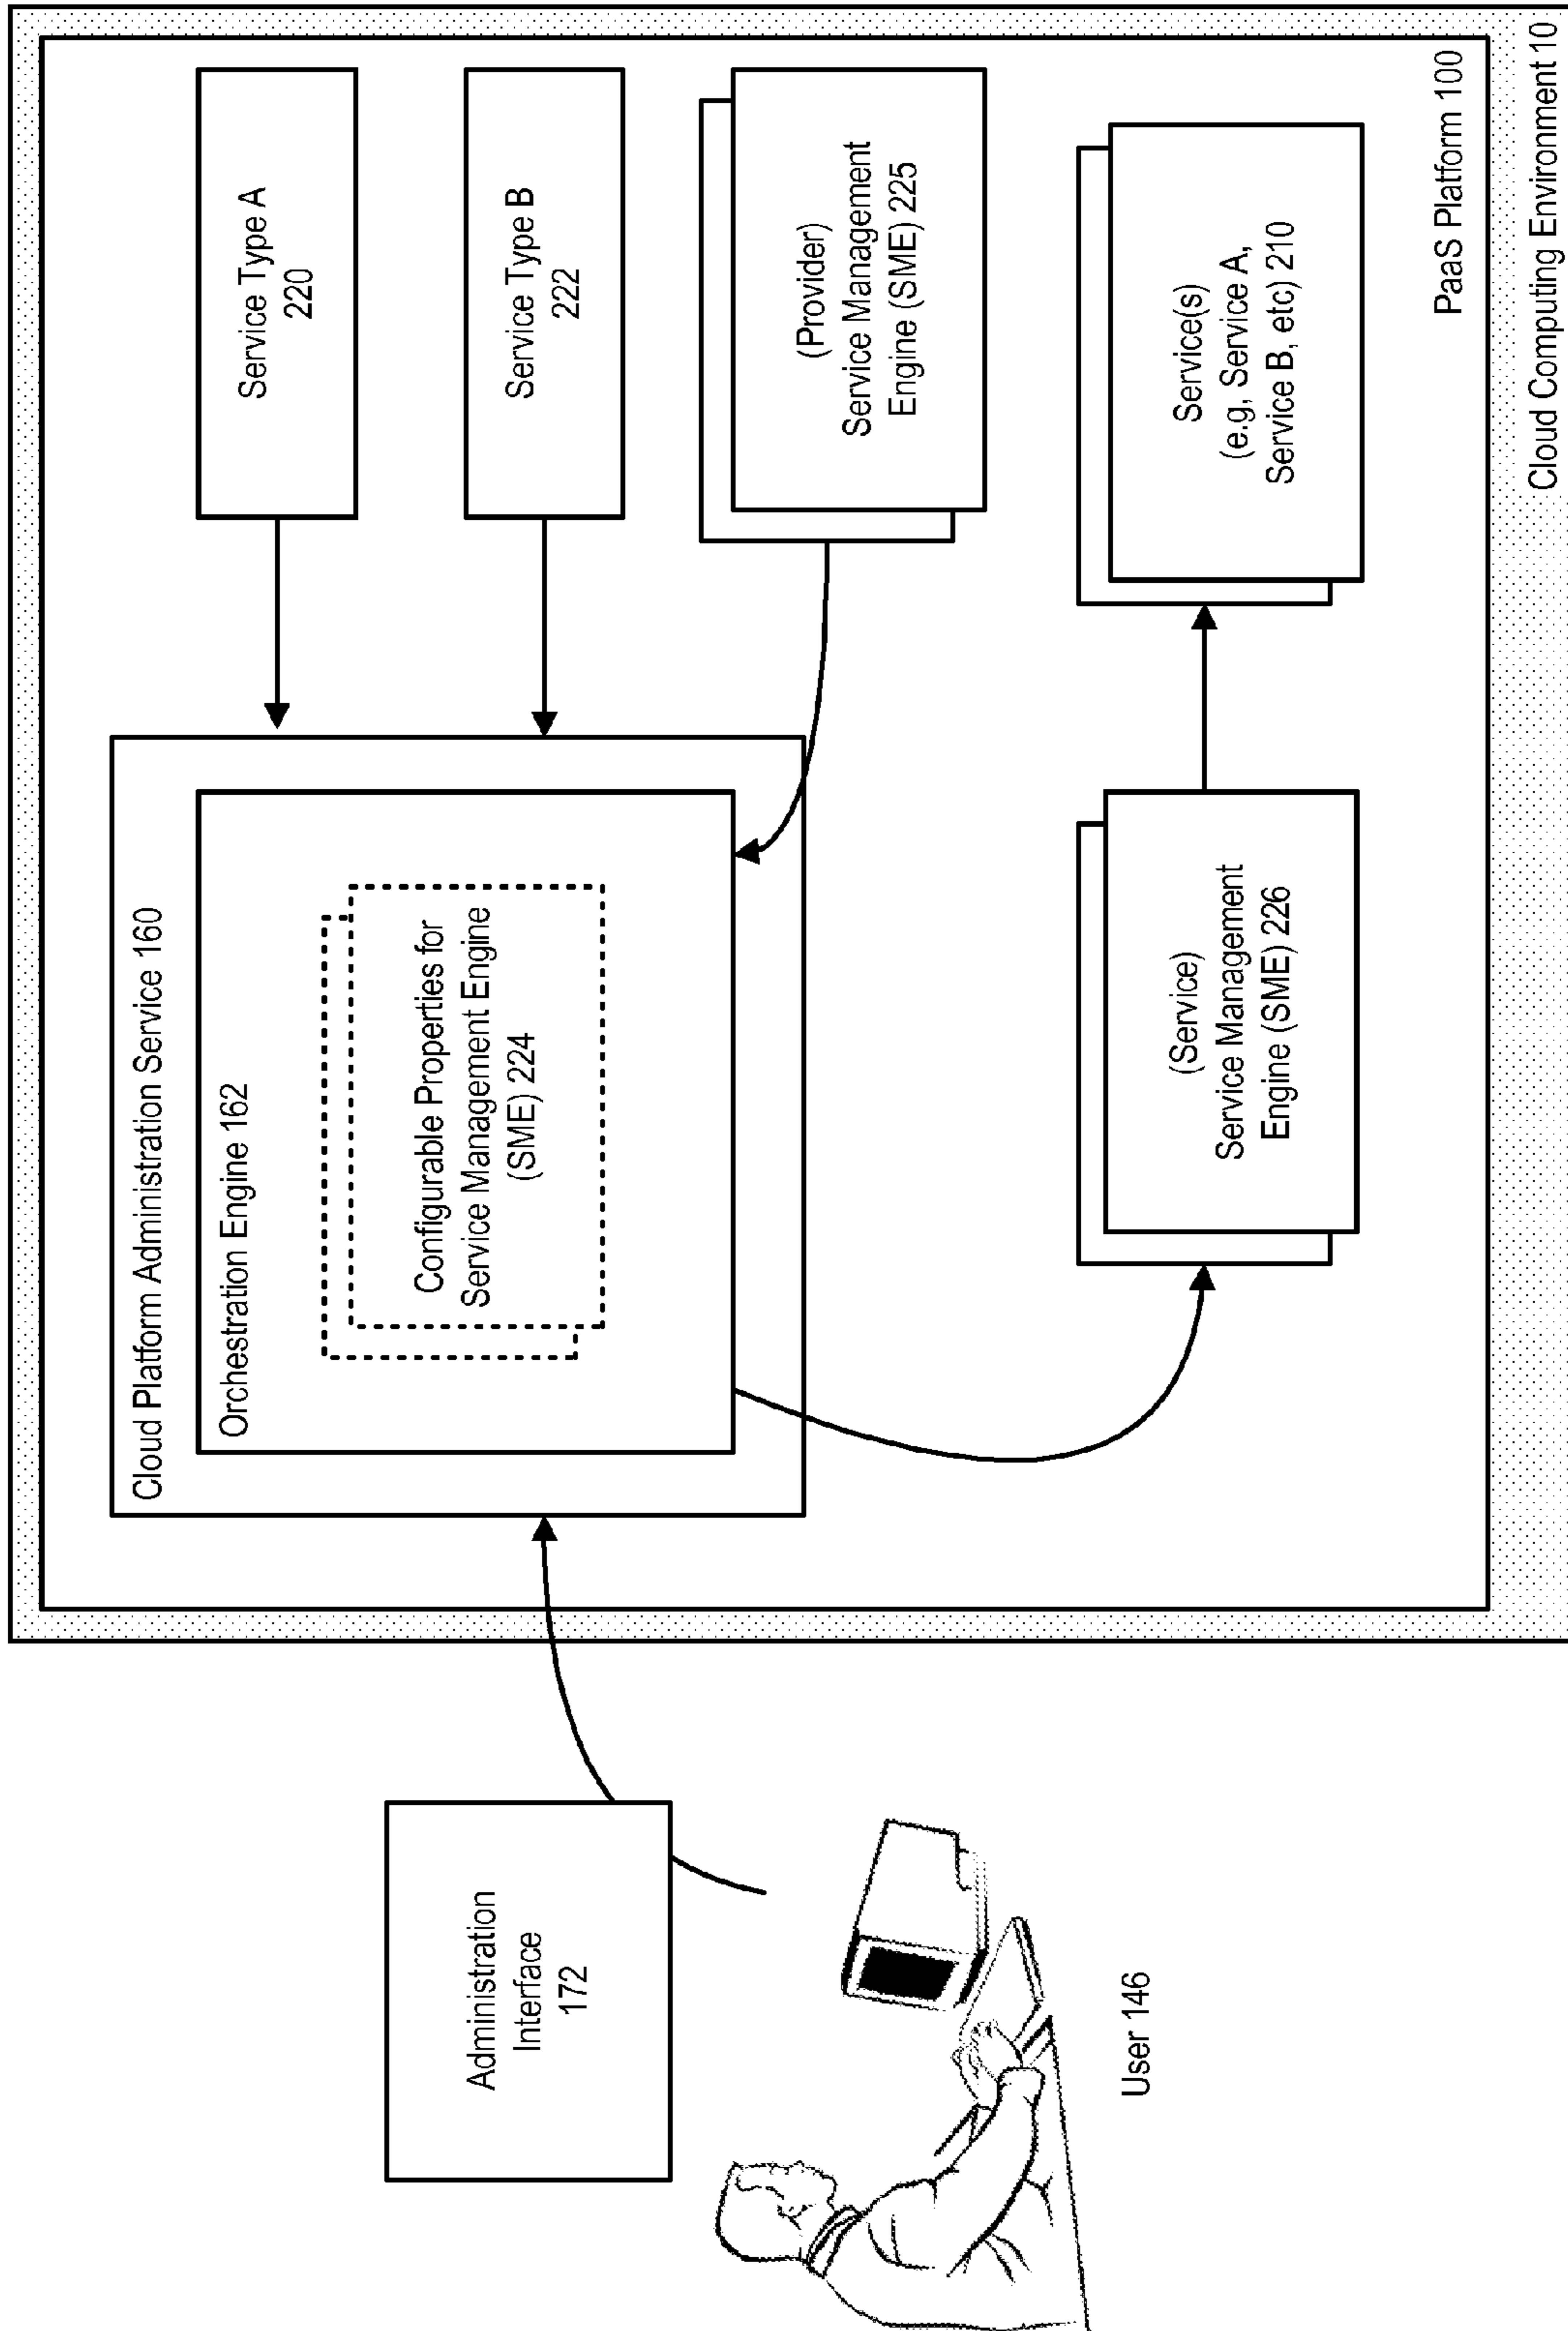 Cloud Platform Administration Service 160
Orchestration Engine 162
Configurable Properties for
Service Management Engine
(SME) 224
Service Type A
220
Service Type B
222
(Provider)
Service Management
Engine (SME) 225
Administration
Interface
172
User 146
(Service)
Service Management
Engine (SME) 226
Service(s)
(e.g, Service A,
Service B, etc) 210
PaaS Platform 100
Cloud Computing Environment 10